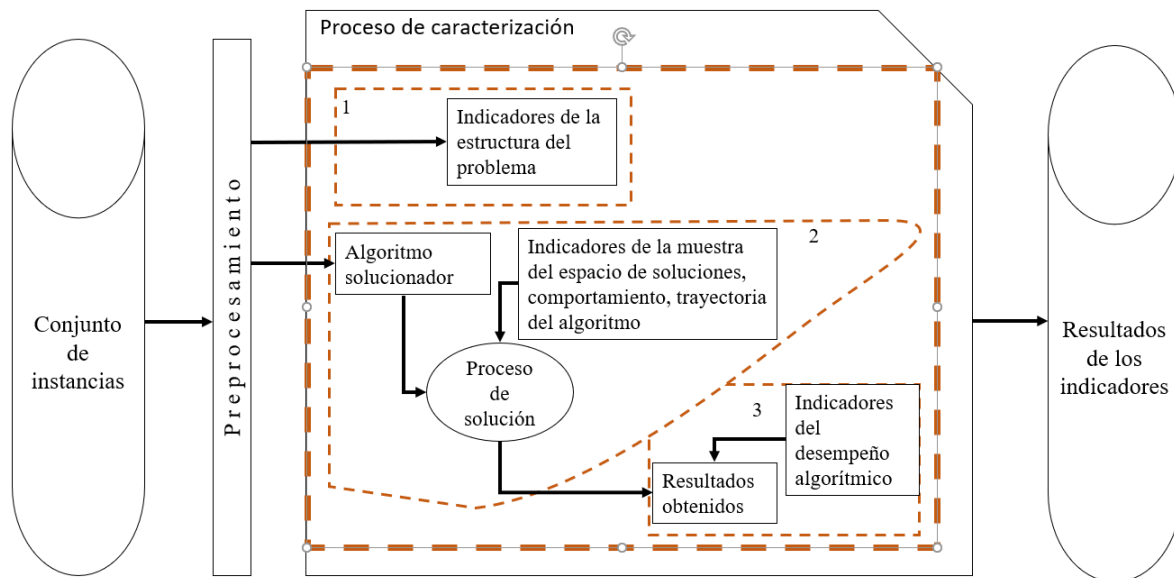 Proceso de caracterización
1
Indicadores de la
estructura del
problema
Preprocesamiento
Conjunto
de
instancias
2
Algoritmo
solucionador
Indicadores de la muestra
del espacio de soluciones,
comportamiento, trayectoria
del algoritmo
Proceso
de
solución
3
Indicadores
del
desempeño
algorítmico
Resultados
obtenidos
Resultados
de los
indicadores